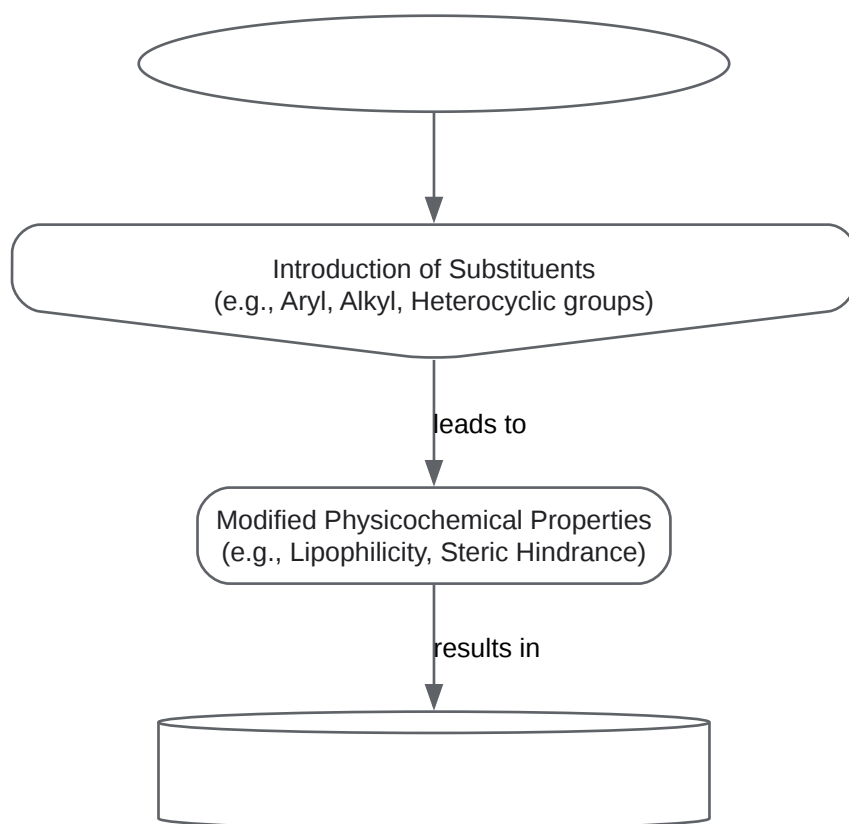 Introduction of Substituents
(e.g., Aryl, Alkyl, Heterocyclic groups)
leads to
Modified Physicochemical Properties
(e.g., Lipophilicity, Steric Hindrance)
results in